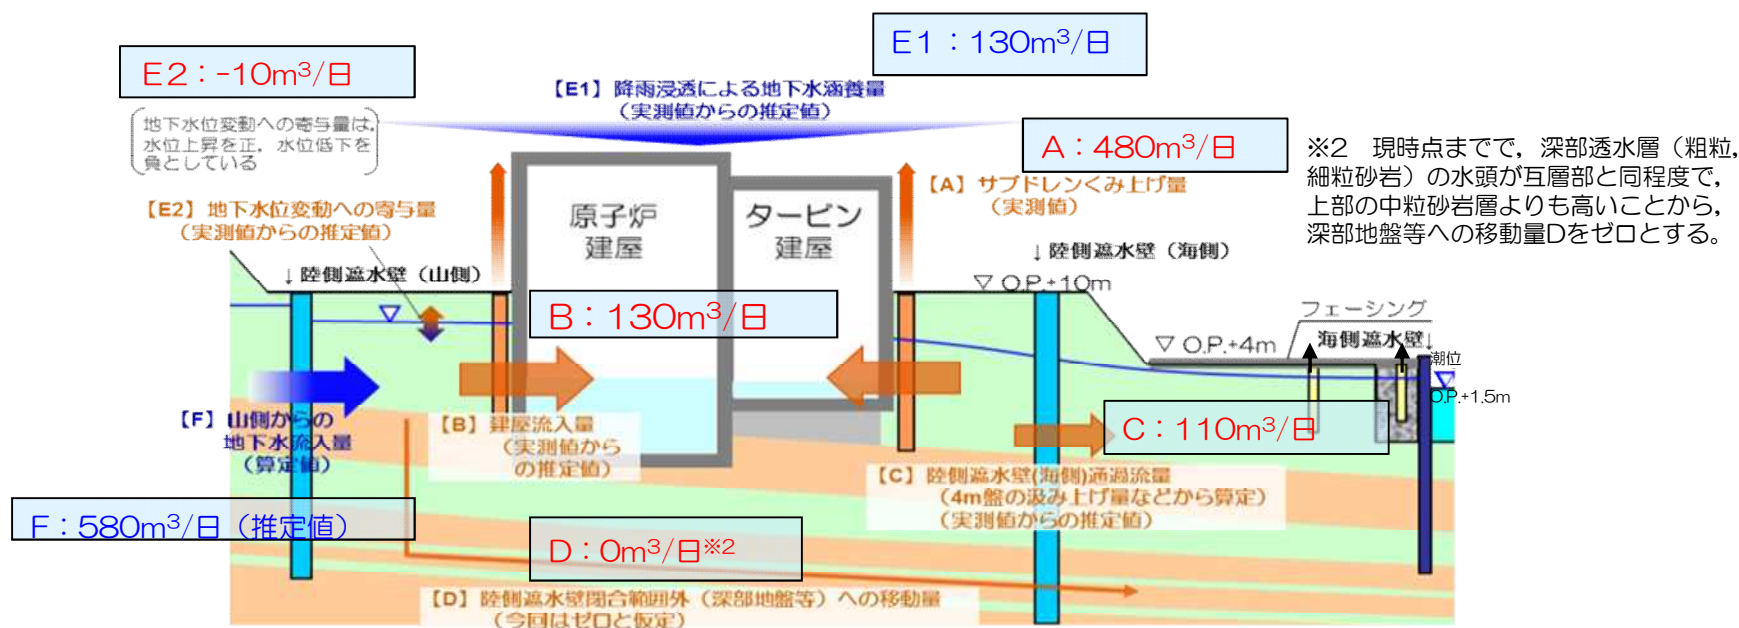 E1：130m³/日
E2：-10m³/日
【E1】降雨浸透による地下水涵養量
（実測値からの推定値）
地下水位変動への寄与量は，
水位上昇を正，水位低下を
負としている
A：480m³/日
※2　現時点までで，深部透水層（粗粒，
細粒砂岩）の水頭が互層部と同程度で，
上部の中粒砂岩層よりも高いことから，
深部地盤等への移動量Dをゼロとする。
【A】サブドレンくみ上げ量
（実測値）
【E2】地下水位変動への寄与量
（実測値からの推定値）
原子炉
建屋
タービン
建屋
↓陸側遮水壁（山側）
↓陸側遮水壁（海側）
▽ O.P.+10m
B：130m³/日
フェーシング
▽ O.P.+4m
海側遮水壁↓
潮位
O.P.+1.5m
【F】山側からの
地下水流入量
（算定値）
【B】建屋流入量
（実測値から
の推定値）
C：110m³/日
【C】陸側遮水壁(海側)通過流量
（4m盤の汲み上げ量などから算定）
（実測値からの推定値）
F：580m³/日（推定値）
D：0m³/日※2
【D】陸側遮水壁閉合範囲外（深部地盤等）への移動量
（今回はゼロと仮定）